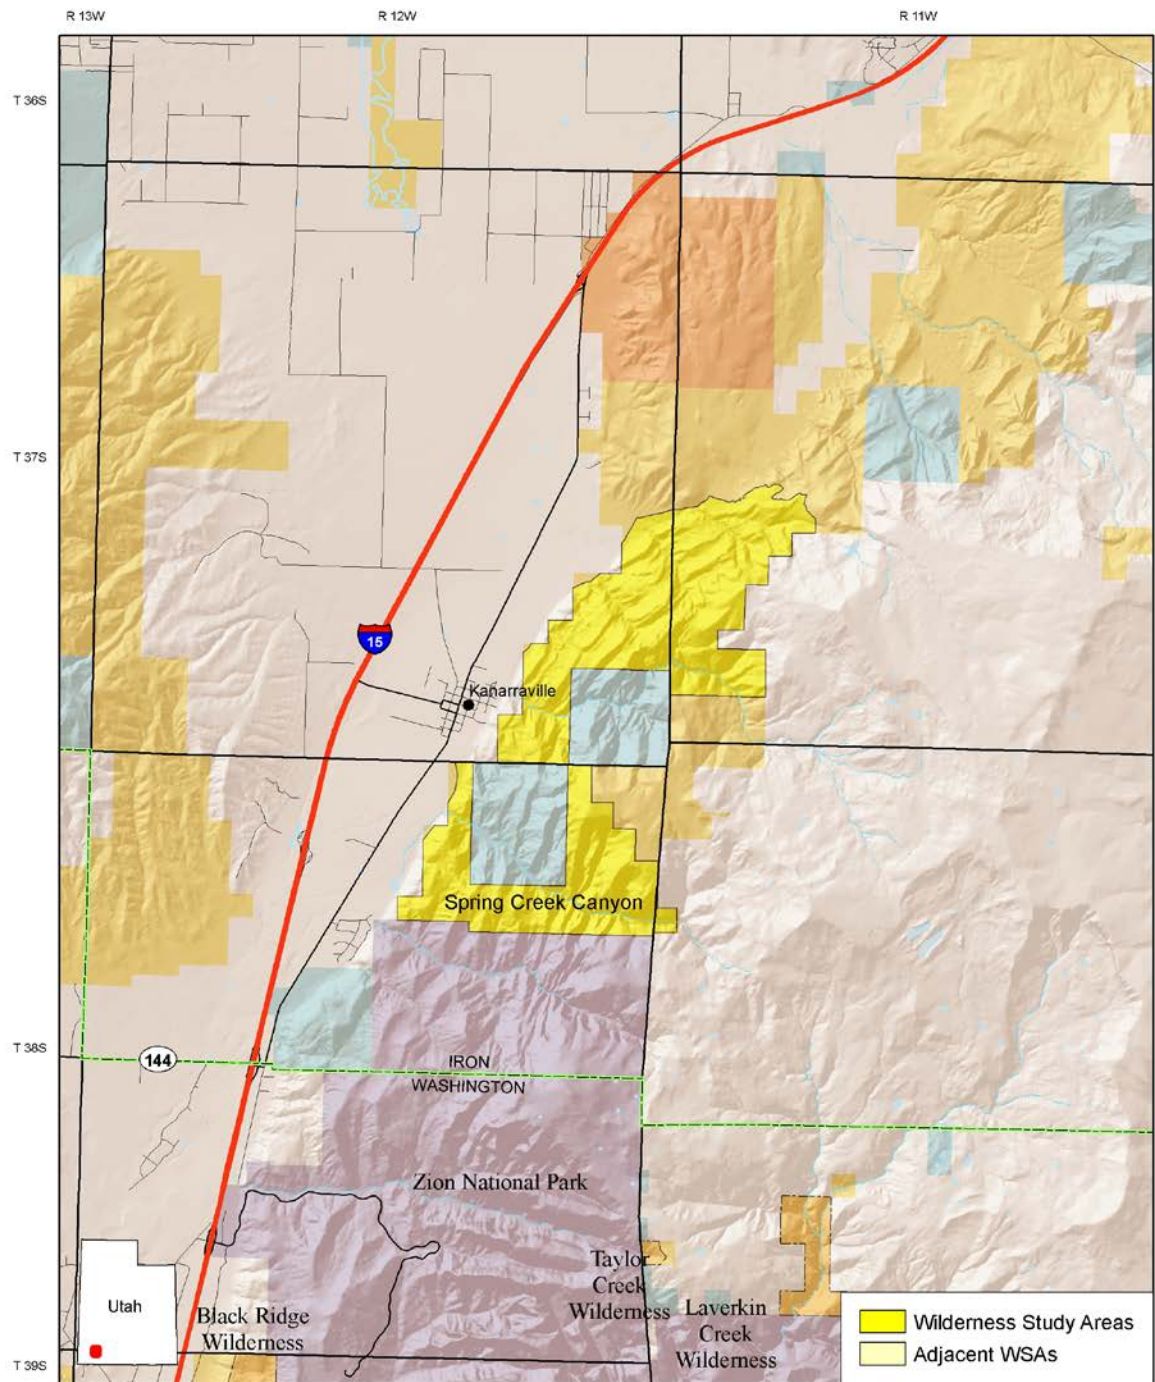 R 13W
R 12W
R 11W
T 36S
T 37S
15
Kanarraville
Spring Creek Canyon
T 38S
144
IRON
WASHINGTON
Zion National Park
Taylor
Creek
Wilderness
Utah
Black Ridge
Wilderness
Laverkin
Creek
Wilderness
Wilderness Study Areas
Adjacent WSAs
T 39S